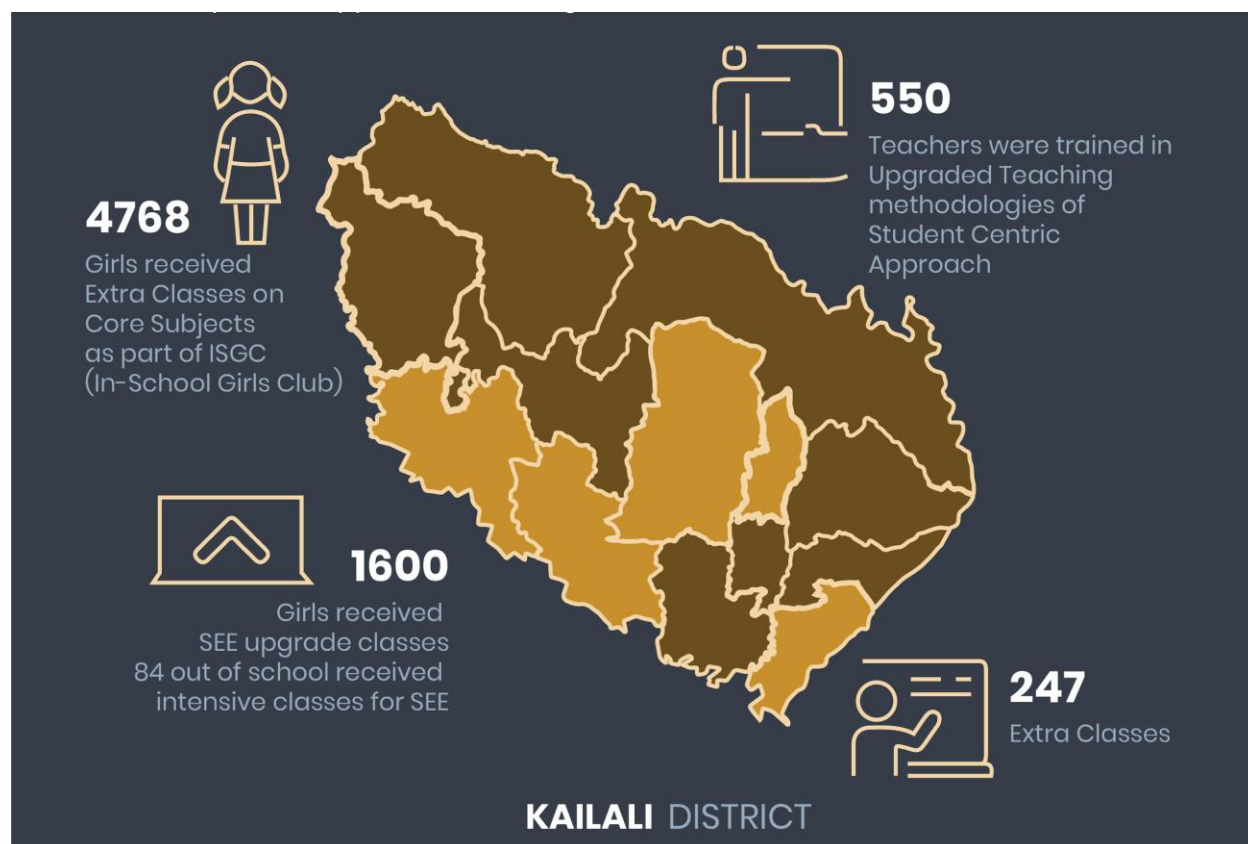 4768
Girls received
Extra Classes on
Core Subjects
as part of ISGC
(In-School Girls Club)
550
Teachers were trained in
Upgraded Teaching
methodologies of
Student Centric
Approach
1600
Girls received
SEE upgrade classes
84 out of school received
intensive classes for SEE
247
Extra Classes
KAILALI DISTRICT